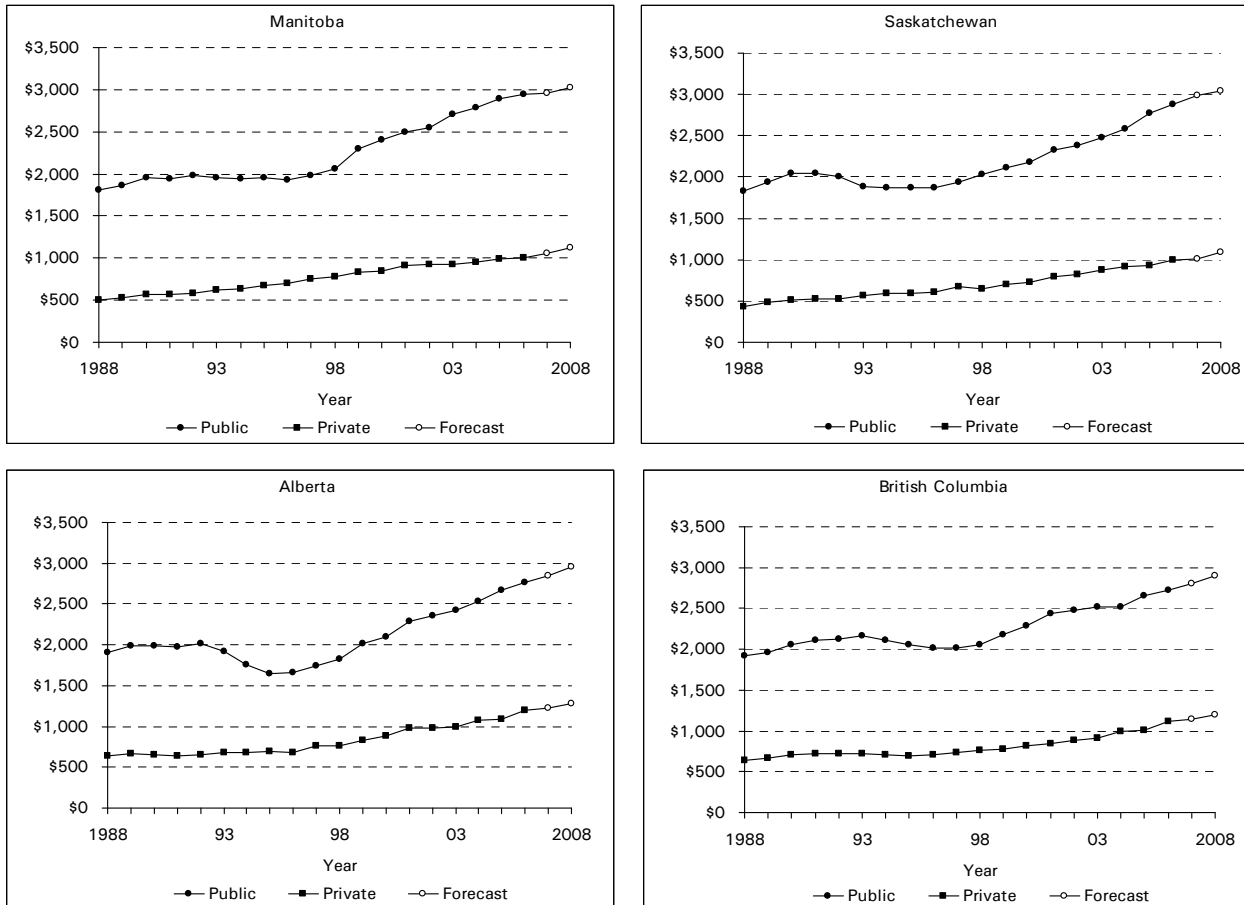 Manitoba
$3,500
$3,000
$2,500
$2,000
$1,500
$1,000
$500
$0
1988 93 98 03 2008
Year
Public Private Forecast
Saskatchewan
$3,500
$3,000
$2,500
$2,000
$1,500
$1,000
$500
$0
1988 93 98 03 2008
Year
Public Private Forecast
Alberta
$3,500
$3,000
$2,500
$2,000
$1,500
$1,000
$500
$0
1988 93 98 03 2008
Year
Public Private Forecast
British Columbia
$3,500
$3,000
$2,500
$2,000
$1,500
$1,000
$500
$0
1988 93 98 03 2008
Year
Public Private Forecast